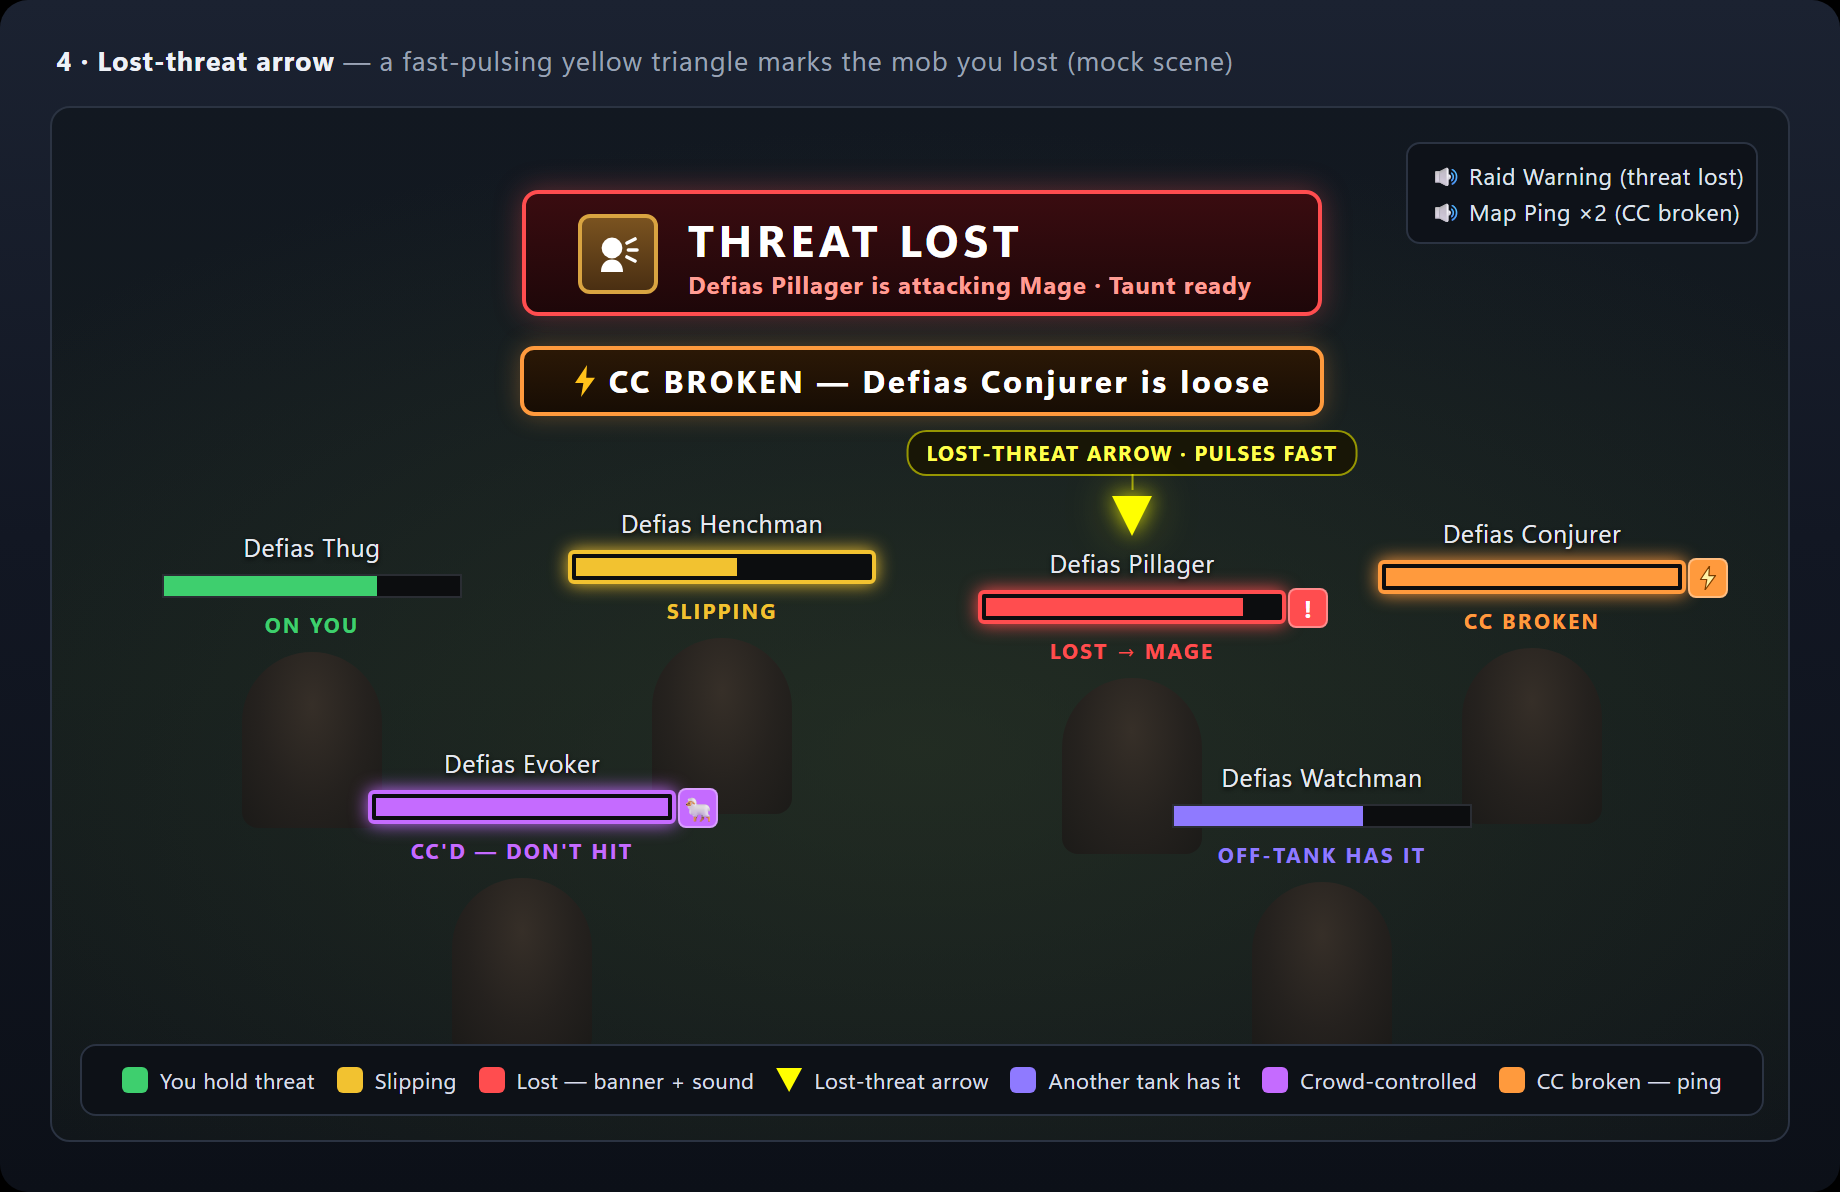 4 · Lost-threat arrow — a fast-pulsing yellow triangle marks the mob you lost (mock scene)
Raid Warning (threat lost)
Map Ping ×2 (CC broken)
THREAT LOST
Defias Pillager is attacking Mage · Taunt ready
CC BROKEN — Defias Conjurer is loose
LOST-THREAT ARROW · PULSES FAST
Defias Thug
ON YOU
Defias Henchman
SLIPPING
Defias Pillager
!
LOST → MAGE
Defias Conjurer
CC BROKEN
Defias Evoker
CC'D — DON'T HIT
Defias Watchman
OFF-TANK HAS IT
You hold threat
Slipping
Lost — banner + sound
Lost-threat arrow
Another tank has it
Crowd-controlled
CC broken — ping